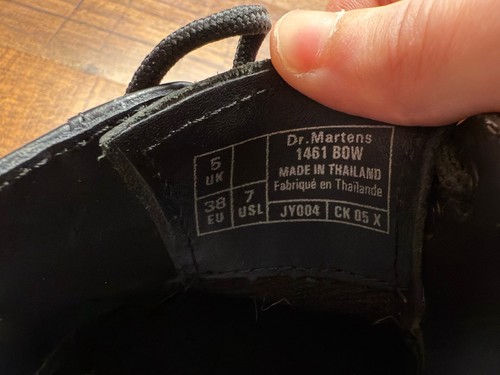 Dr.Martens
1461 BOW
MADE IN THAILAND
Fabriqué en Thaïlande
5
UK
38
EU
7
USL
JY004
CK 05 X